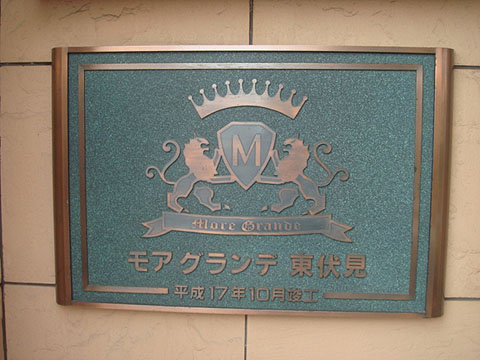 M
More Grande
モア グランデ 東伏見
平成17年10月竣工